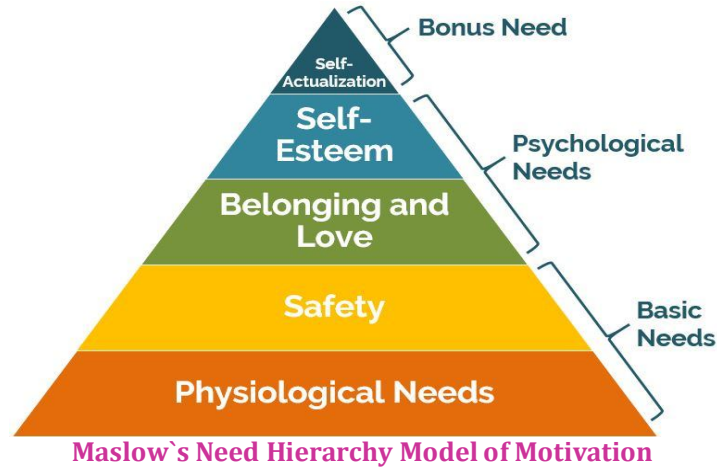 Bonus Need
Self-
Actualization
Self-
Esteem
Psychological
Needs
Belonging and
Love
Safety
Basic
Needs
Physiological Needs
Maslow`s Need Hierarchy Model of Motivation